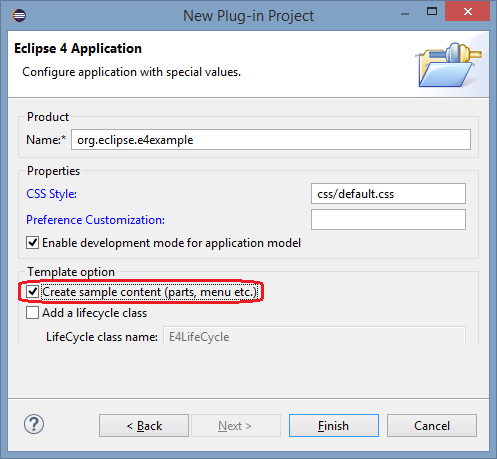 New Plug-in Project
Eclipse 4 Application
Configure application with special values.
Product
Name:* org.eclipse.e4example
Properties
CSS Style: css/default.css
Preference Customization:
Enable development mode for application model
Template option
Create sample content (parts, menu etc.)
Add a lifecycle class
LifeCycle class name: E4LifeCycle
? < Back Next > Finish Cancel